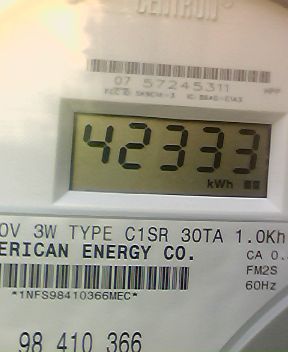 CENTRON
07 57245311
42333
kWh
0V 3W TYPE C1SR 30TA 1.0Kh
ERICAN ENERGY CO. CA 0.
FM2S
*1NFS98410366MEC* 60Hz
98 410 366